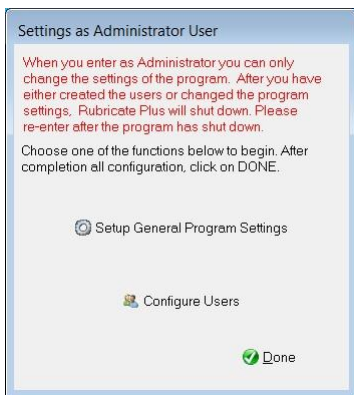 Settings as Administrator User
When you enter as Administrator you can only
change the settings of the program. After you have
either created the users or changed the program
settings, Rubricate Plus will shut down. Please
re-enter after the program has shut down.
Choose one of the functions below to begin. After
completion all configuration, click on DONE.
Setup General Program Settings
Configure Users
Done